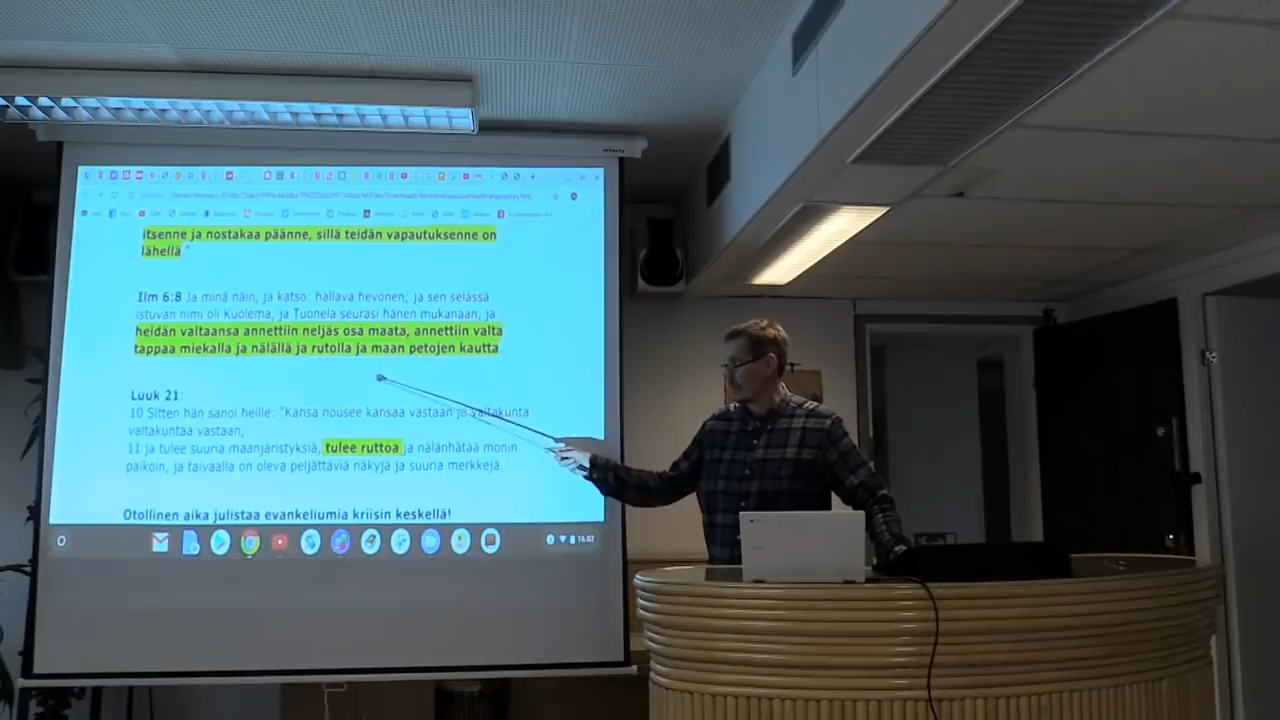 itsenne ja nostakaa päänne, sillä teidän vapautuksenne on
lähellä"
Ilm 6:8 Ja minä näin, ja katso: hallava hevonen; ja sen selässä
istuvan nimi oli Kuolema, ja Tuonela seurasi hänen mukanaan, ja
heidän valtaansa annettiin neljäs osa maata, annettiin valta
tappaa miekalla ja nälällä ja rutolla ja maan petojen kautta
Luuk 21:
10 Sitten hän sanoi heille: "Kansa nousee kansaa vastaan ja valtakunta
valtakuntaa vastaan,
11 ja tulee suuria maanjäristyksiä, tulee ruttoa ja nälänhätää monin
paikoin, ja taivaalla on oleva peljättäviä näkyjä ja suuria merkkejä.
Otollinen aika julistaa evankeliumia kriisin keskellä!
16.02